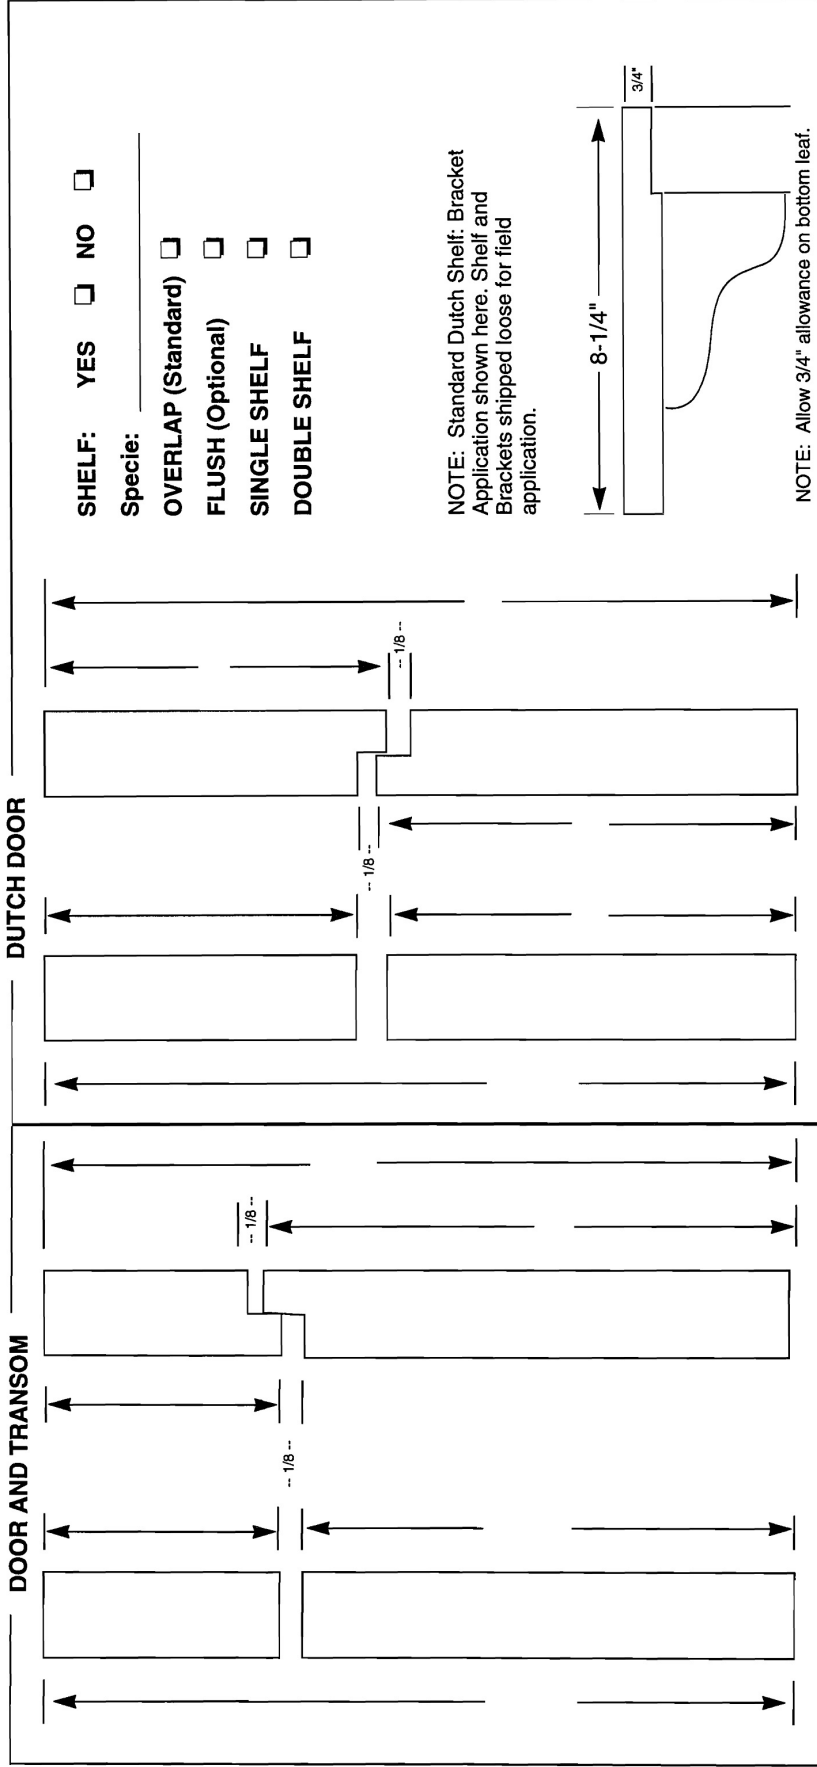 DOOR AND TRANSOM
-- 1/8 --
-- 1/8 --
DUTCH DOOR
-- 1/8 --
-- 1/8 --
SHELF: YES ❏ NO ❏
Specie:
OVERLAP (Standard) ❏
FLUSH (Optional) ❏
SINGLE SHELF ❏
DOUBLE SHELF ❏
NOTE: Standard Dutch Shelf: Bracket
Application shown here. Shelf and
Brackets shipped loose for field
application.
8-1/4"
3/4"
NOTE: Allow 3/4" allowance on bottom leaf.